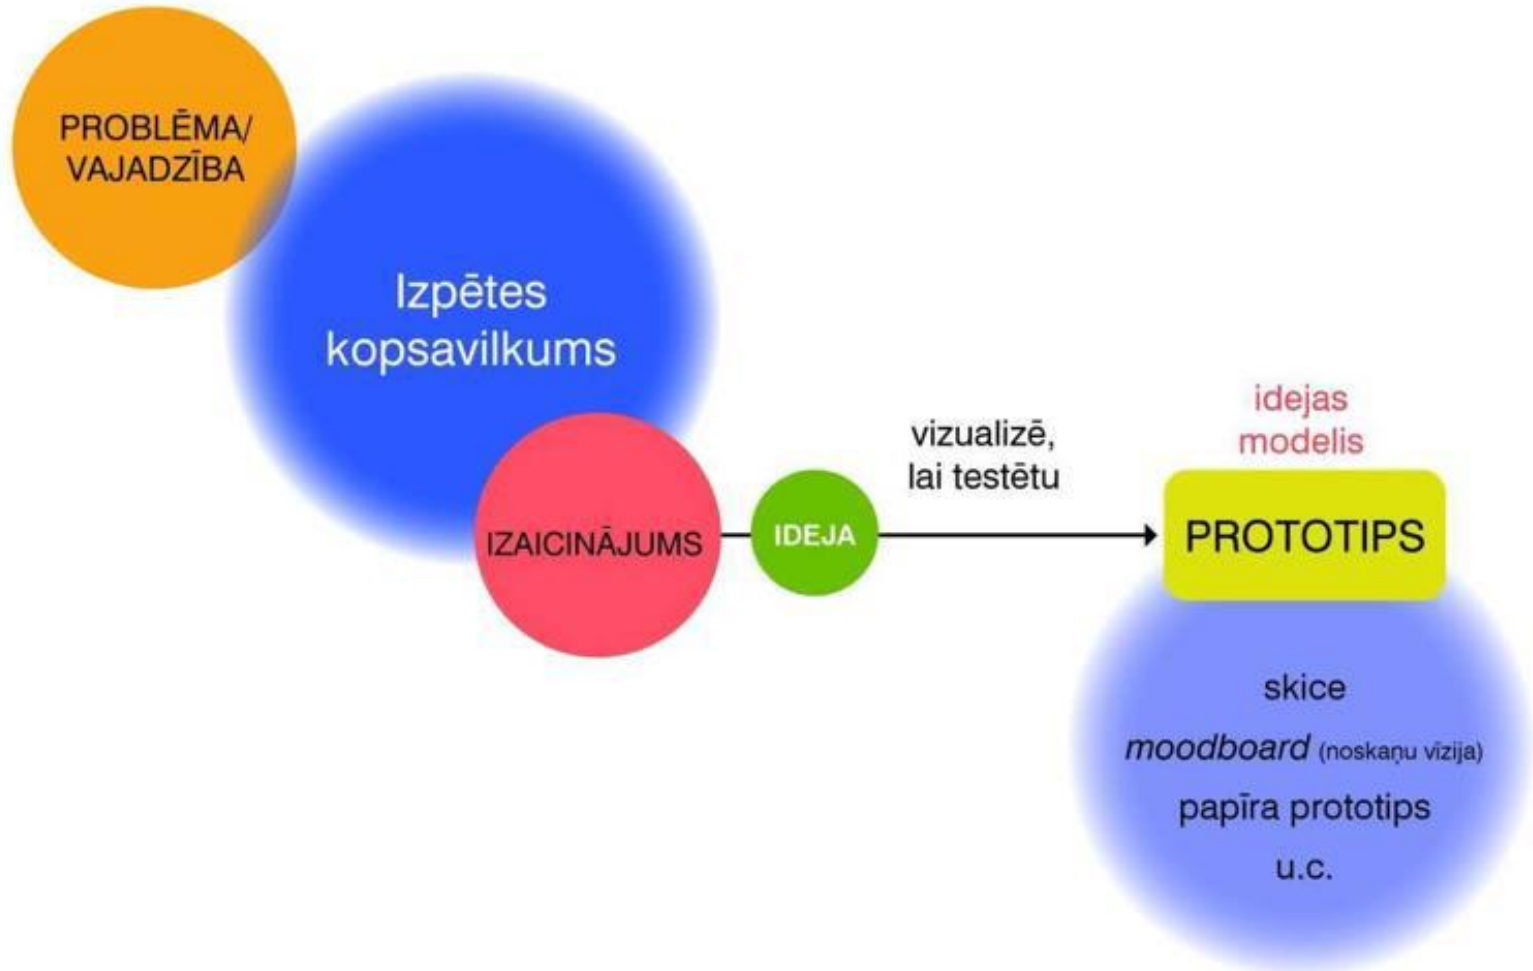 PROBLĒMA/
VAJADZĪBA
Izpētes
kopsavilkums
IZAICINĀJUMS
IDEJA
vizualizē,
lai testētu
idejas
modelis
PROTOTIPS
skice
moodboard (noskaņu vīzija)
papīra prototips
u.c.